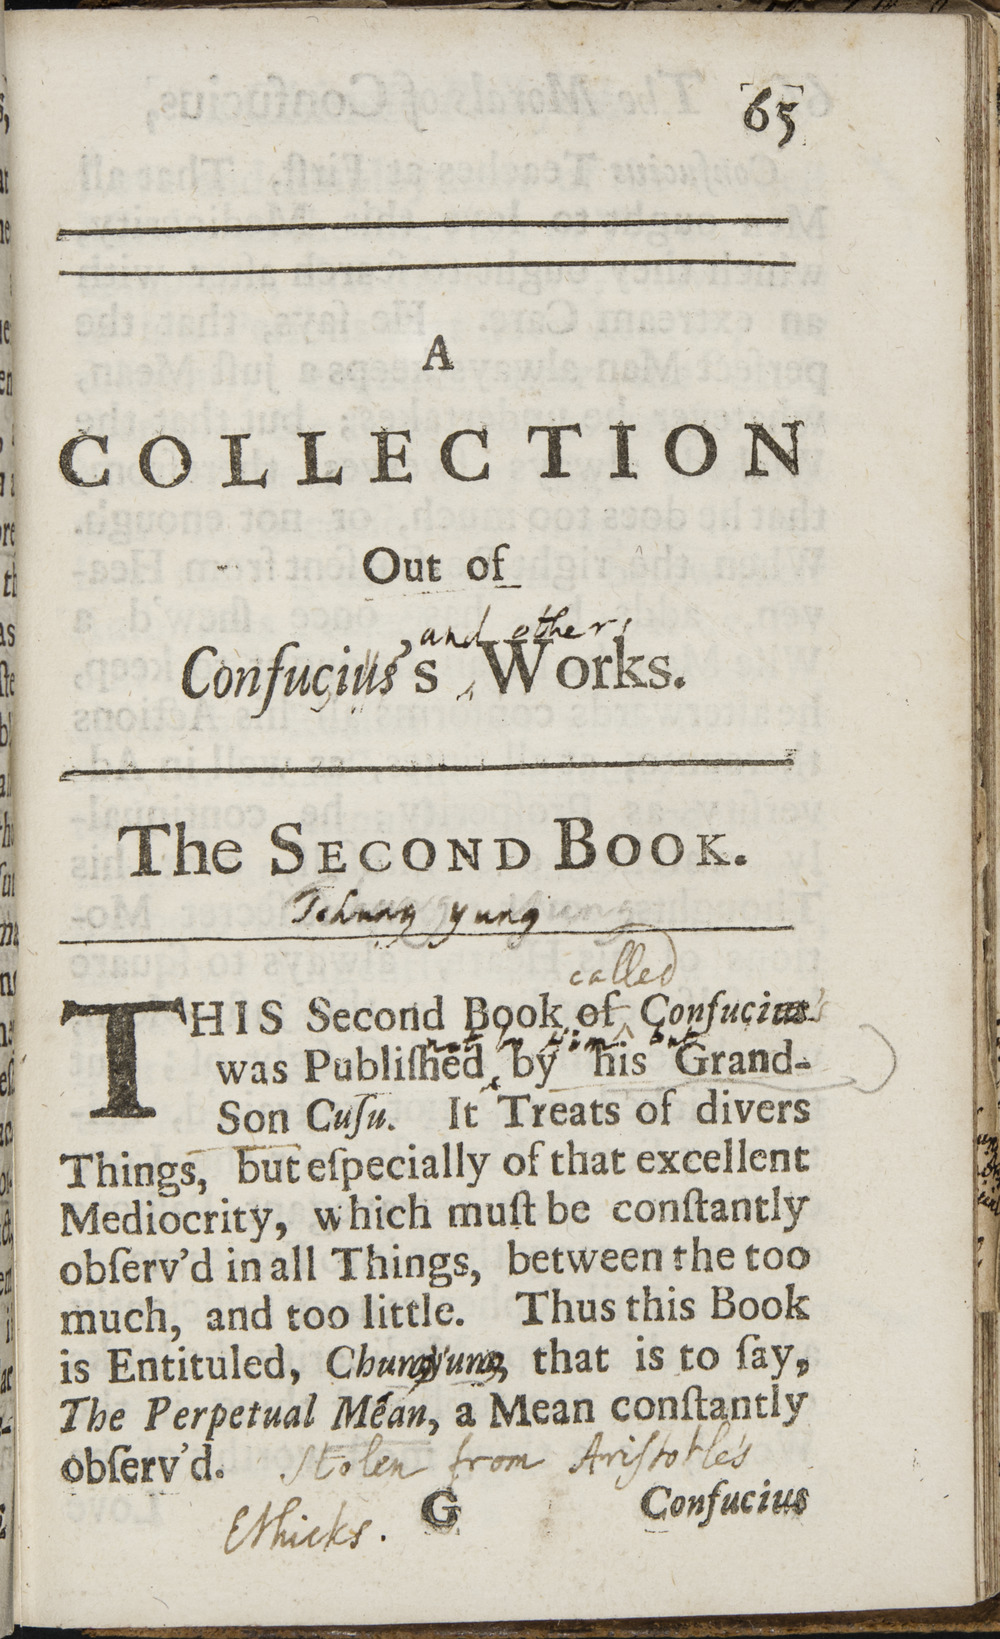 65
A
COLLECTION
Out of
and others
Confucius's Works.
The SECOND BOOK.
Tchung yung
called
THIS Second Book of Confucius's
not by him but
was Publiſhed by his Grand-
Son Cuſu. It Treats of divers
Things, but eſpecially of that excellent
Mediocrity, which muſt be conſtantly
obſerv'd in all Things, between the too
much, and too little. Thus this Book
is Entituled, Chumyum, that is to ſay,
The Perpetual Mean, a Mean conſtantly
obſerv'd. Stolen from Ariſtotle's
Ethicks.
G Confucius